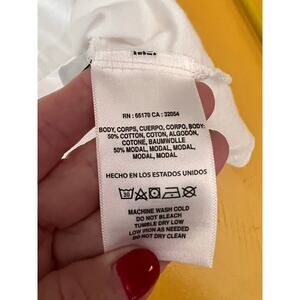 RN : 66170 CA : 32054
BODY, CORPS, CUERPO, CORPO, BODY:
50% COTTON, COTON, ALGODÓN,
COTONE, BAUMWOLLE
50% MODAL, MODAL, MODAL,
MODAL, MODAL
HECHO EN LOS ESTADOS UNIDOS
30
MACHINE WASH COLD
DO NOT BLEACH
TUMBLE DRY LOW
LOW IRON AS NEEDED
DO NOT DRY CLEAN